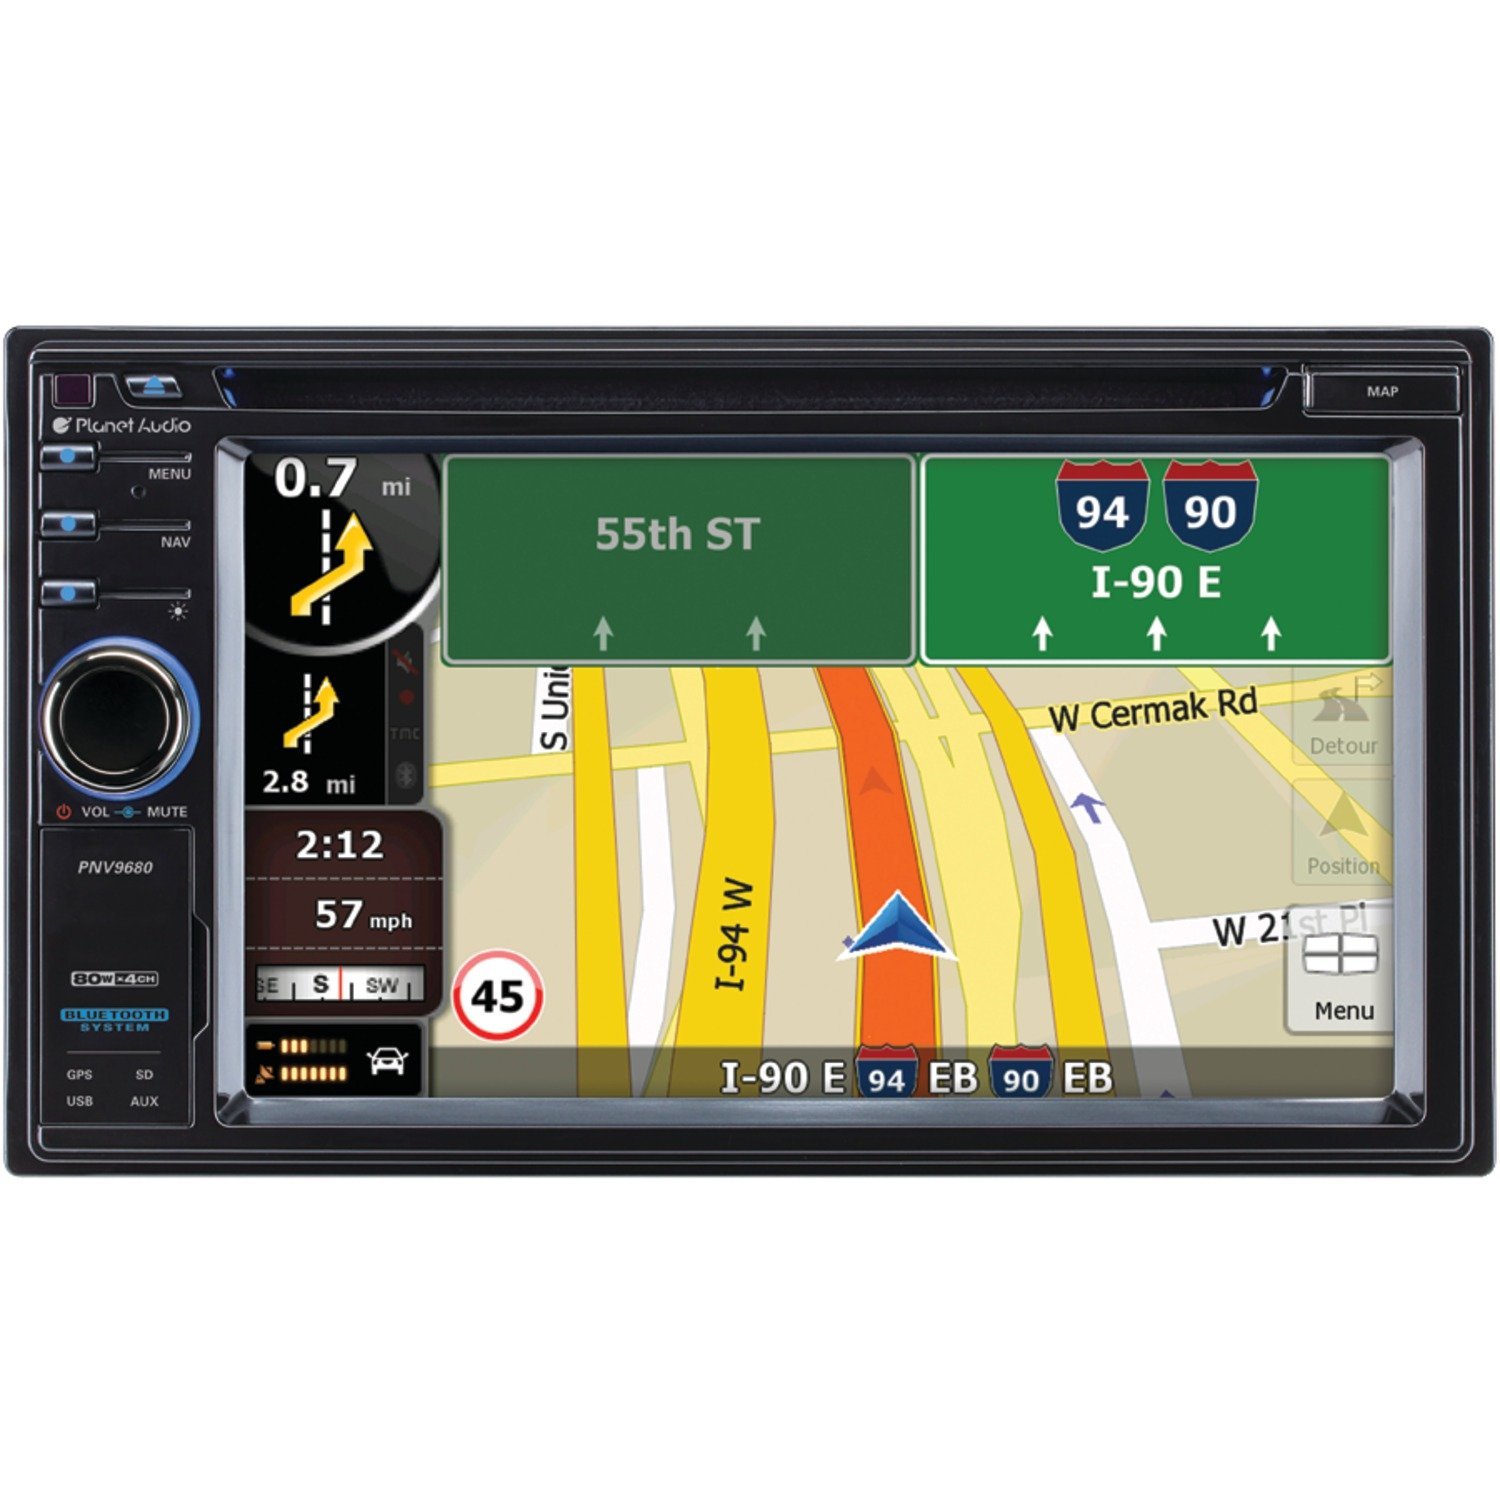 MAP
Planet Audio
MENU
NAV
VOL
MUTE
PNV9680
80W×4CH
BLUETOOTH
SYSTEM
GPS
SD
USB
AUX
0.7 mi
2.8 mi
TMC
2:12
57 mph
SE
S
SW
55th ST
94
90
I-90 E
S Unio
W Cermak Rd
Detour
Position
W 21st Pl
Menu
I-94 W
45
I-90 E 94 EB 90 EB